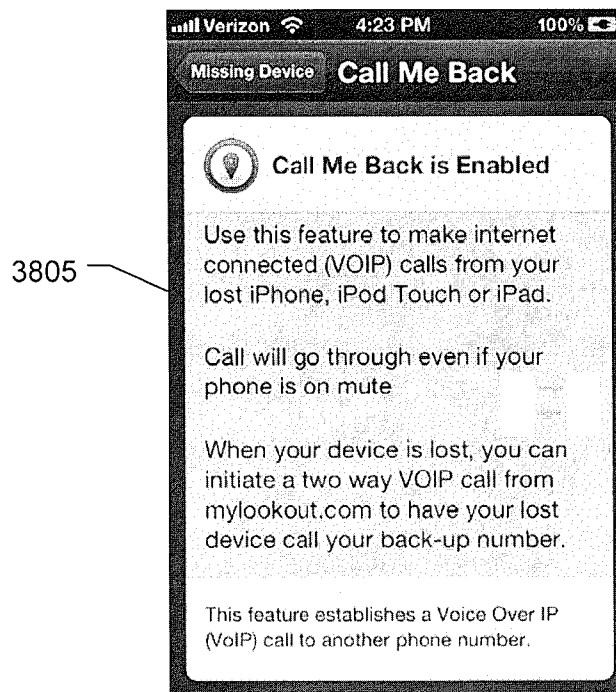 Verizon 4:23 PM 100%
Missing Device Call Me Back
Call Me Back is Enabled
3805
Use this feature to make internet
connected (VOIP) calls from your
lost iPhone, iPod Touch or iPad.
Call will go through even if your
phone is on mute
When your device is lost, you can
initiate a two way VOIP call from
mylookout.com to have your lost
device call your back-up number.
This feature establishes a Voice Over IP
(VoIP) call to another phone number.